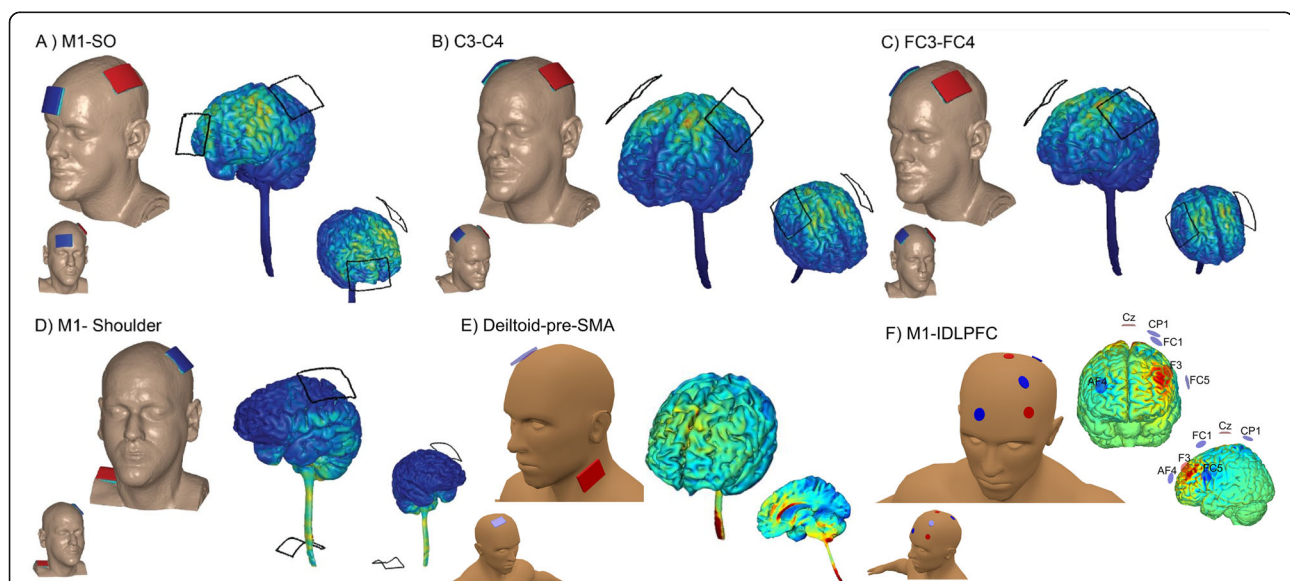 A ) M1-SO
B ) C3-C4
C ) FC3-FC4
D ) M1- Shoulder
E ) Deiltoid-pre-SMA
F ) M1-IDLPFC
Cz
CP1
FC1
F3
AF4
FC5
Cz
FC1
CP1
F3
AF4
FC5